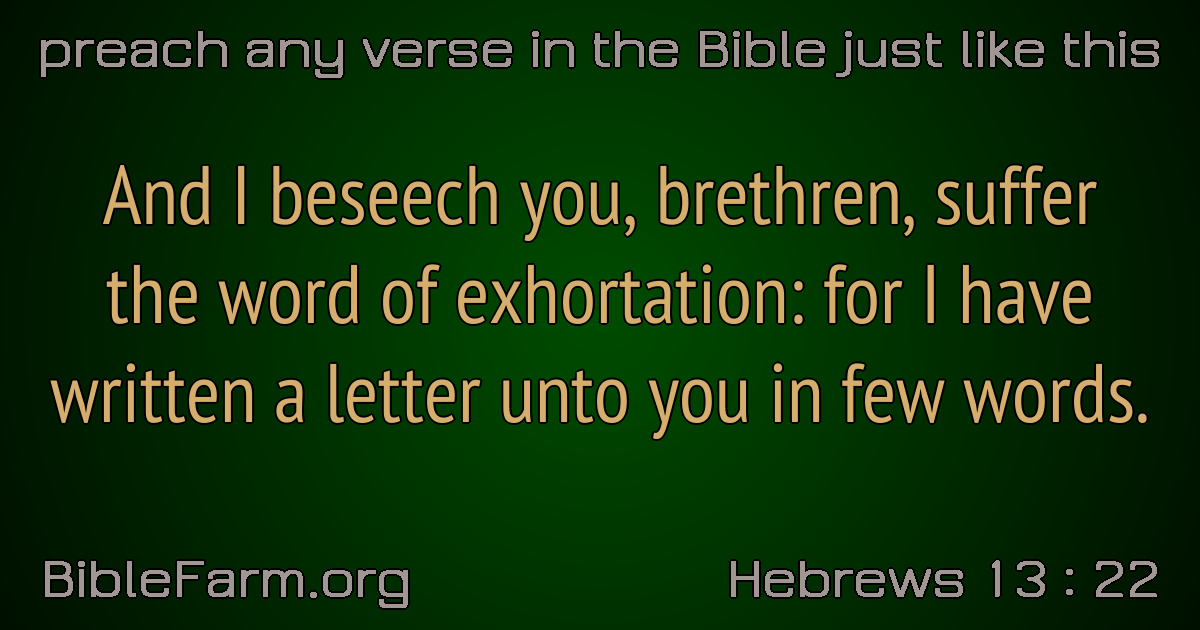 preach any verse in the Bible just like this
And I beseech you, brethren, suffer
the word of exhortation: for I have
written a letter unto you in few words.
BibleFarm.org
Hebrews 13 : 22